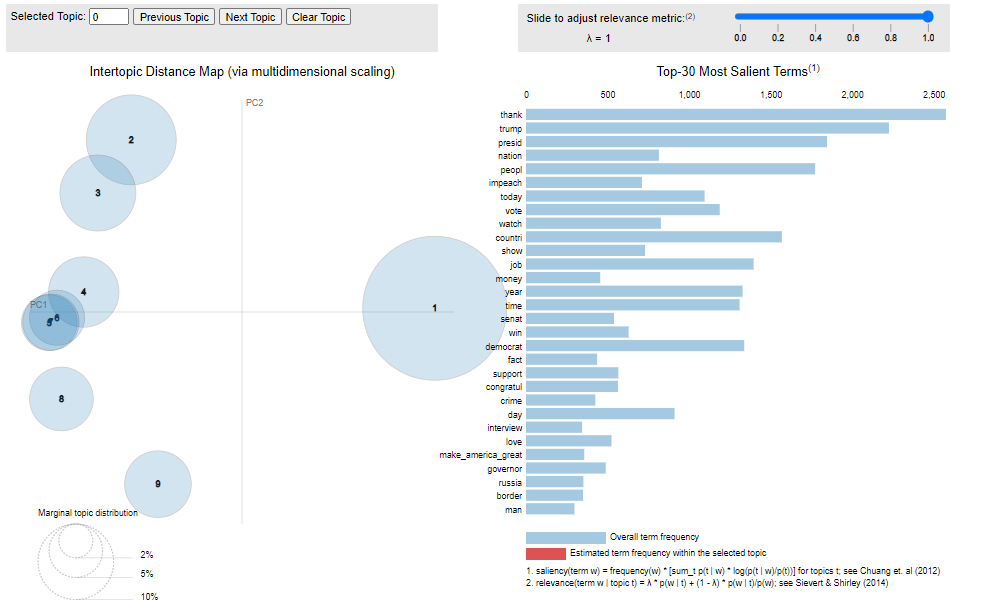 Selected Topic: 0 Previous Topic Next Topic Clear Topic
Slide to adjust relevance metric:(2)
λ = 1
0.0 0.2 0.4 0.6 0.8 1.0
Intertopic Distance Map (via multidimensional scaling)
PC2
PC1
2
3
4
6
1
8
9
Marginal topic distribution
2%
5%
10%
Top-30 Most Salient Terms(1)
0 500 1,000 1,500 2,000 2,500
thank
trump
presid
nation
peopl
impeach
today
vote
watch
countri
show
job
money
year
time
senat
win
democrat
fact
support
congratul
crime
day
interview
love
make_america_great
governor
russia
border
man
Overall term frequency
Estimated term frequency within the selected topic
1. saliency(term w) = frequency(w) * [sum_t p(t | w) * log(p(t | w)/p(t))] for topics t; see Chuang et. al (2012)
2. relevance(term w | topic t) = λ * p(w | t) + (1 - λ) * p(w | t)/p(w); see Sievert & Shirley (2014)